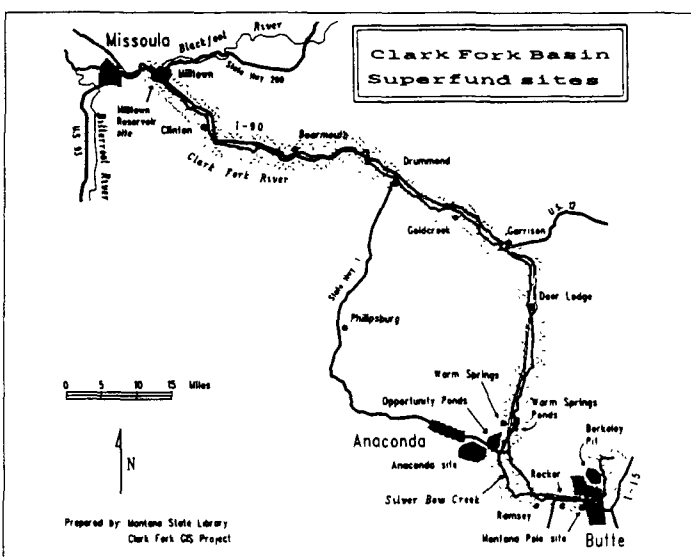 Clark Fork Basin
Superfund sites
Missoula
Blackfoot
River
State Hwy 200
Milltown
Milltown
Reservoir
site
Clinton
I-90
Bearmouth
U.S. 93
Bitterroot River
Clark Fork River
Drummond
Goldcreek
Garrison
U.S. 12
State Hwy 1
Deer Lodge
Phillipsburg
0 5 10 15 Miles
Warm Springs
Opportunity Ponds
Warm Springs
Ponds
Berkeley
Pit
Anaconda
Anaconda site
Rocker
I-15
N
Silver Bow Creek
Ramsey
Montana Pole site
Butte
Prepared by: Montana State Library
Clark Fork GIS Project